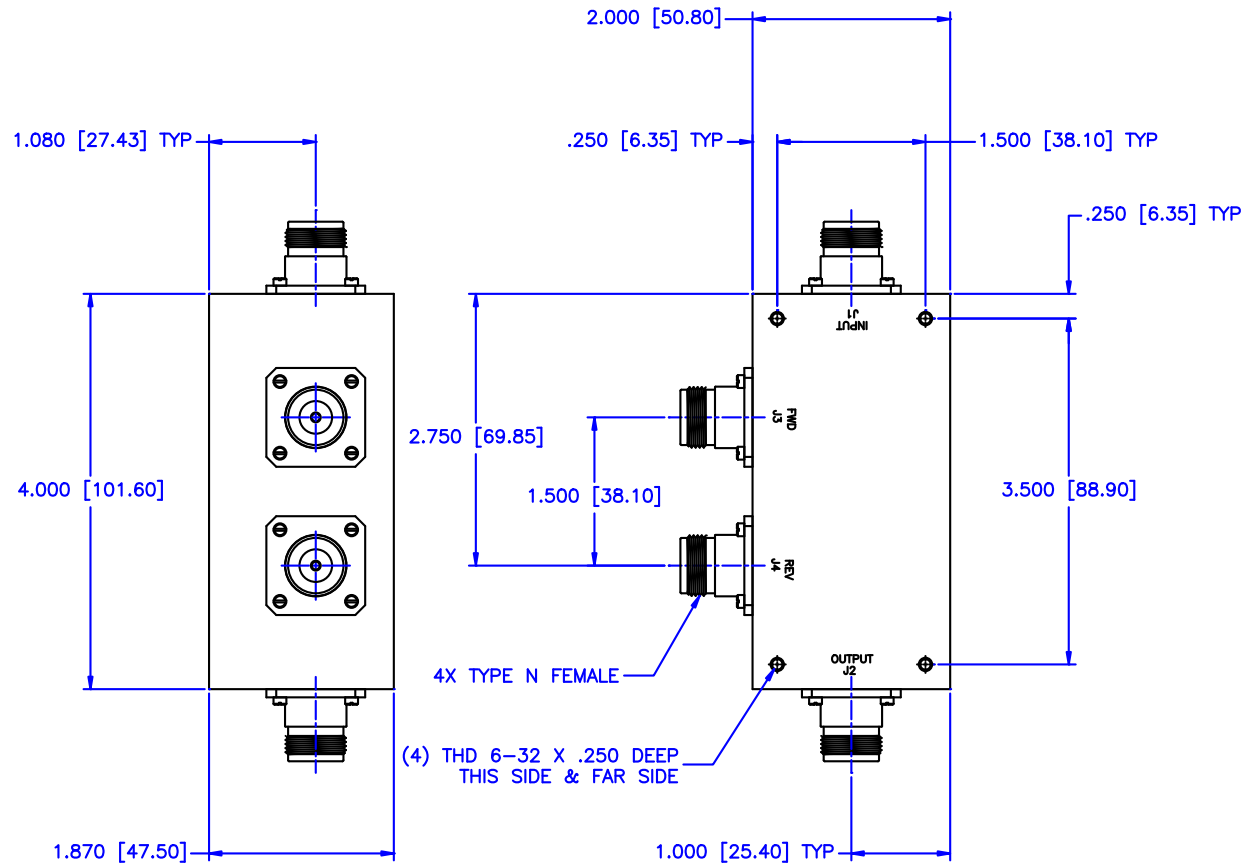 2.000 [50.80]
1.080 [27.43] TYP
.250 [6.35] TYP
1.500 [38.10] TYP
.250 [6.35] TYP
INPUT
J1
FWD
J3
2.750 [69.85]
4.000 [101.60]
1.500 [38.10]
3.500 [88.90]
REV
J4
4X TYPE N FEMALE
OUTPUT
J2
(4) THD 6-32 X .250 DEEP
THIS SIDE & FAR SIDE
1.870 [47.50]
1.000 [25.40] TYP